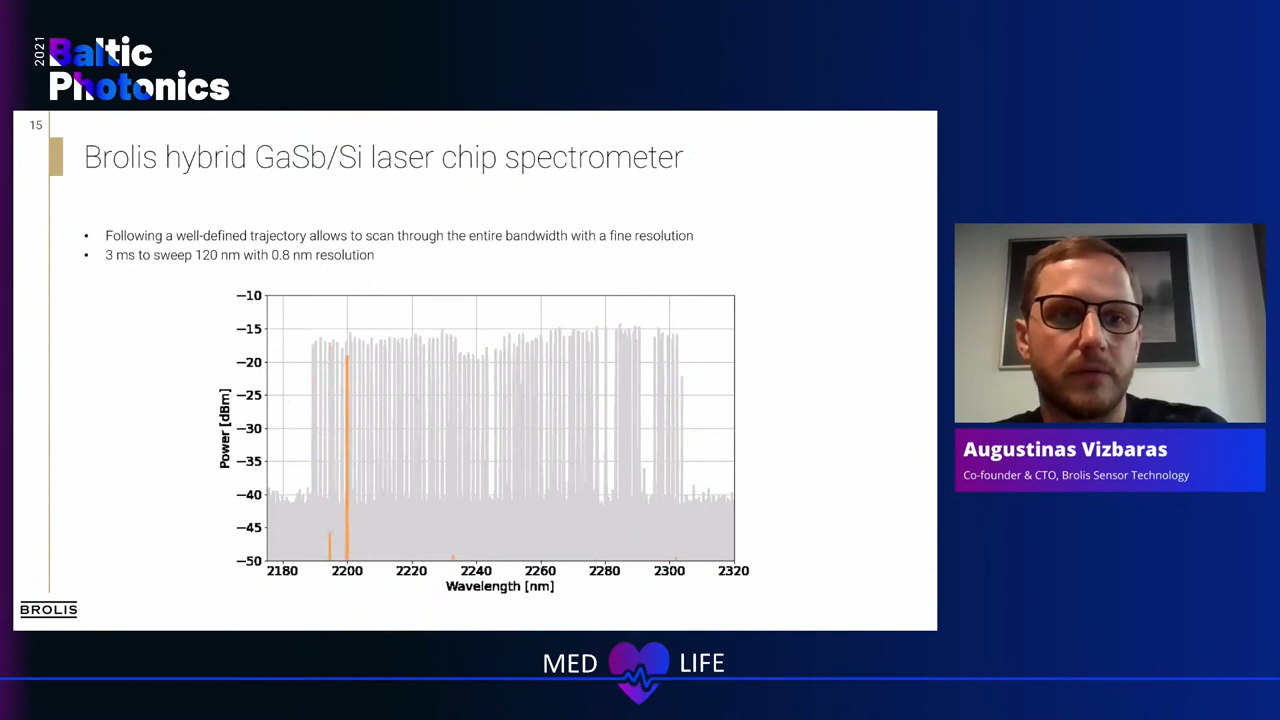 2021
Baltic
Photonics
15
Brolis hybrid GaSb/Si laser chip spectrometer
• Following a well-defined trajectory allows to scan through the entire bandwidth with a fine resolution
• 3 ms to sweep 120 nm with 0.8 nm resolution
−10
−15
−20
−25
−30
−35
−40
−45
−50
Power [dBm]
2180 2200 2220 2240 2260 2280 2300 2320
Wavelength [nm]
BROLIS
Augustinas Vizbaras
Co-founder & CTO, Brolis Sensor Technology
MED LIFE